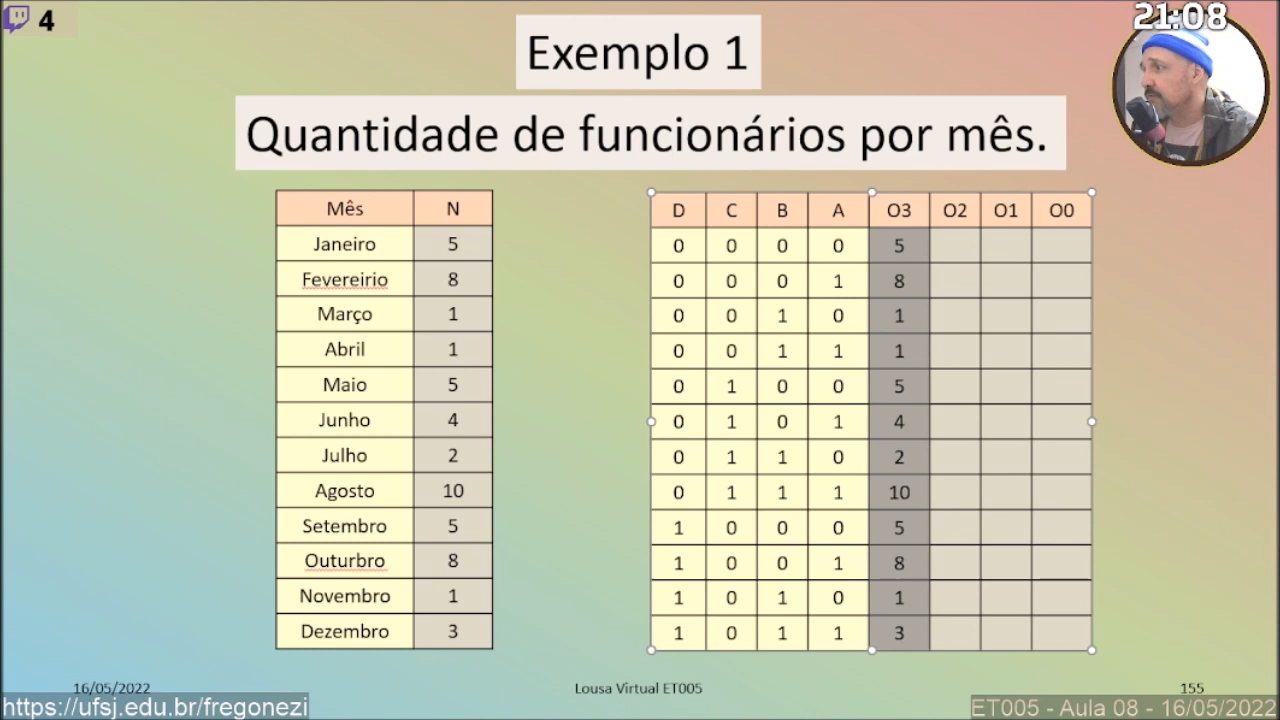 4
21:08
Exemplo 1
Quantidade de funcionários por mês.
Mês N
Janeiro 5
Fevereirio 8
Março 1
Abril 1
Maio 5
Junho 4
Julho 2
Agosto 10
Setembro 5
Outurbro 8
Novembro 1
Dezembro 3
D C B A O3 O2 O1 O0
0 0 0 0 5
0 0 0 1 8
0 0 1 0 1
0 0 1 1 1
0 1 0 0 5
0 1 0 1 4
0 1 1 0 2
0 1 1 1 10
1 0 0 0 5
1 0 0 1 8
1 0 1 0 1
1 0 1 1 3
16/05/2022 Lousa Virtual ET005 155
https://ufsj.edu.br/fregonezi ET005 - Aula 08 - 16/05/2022